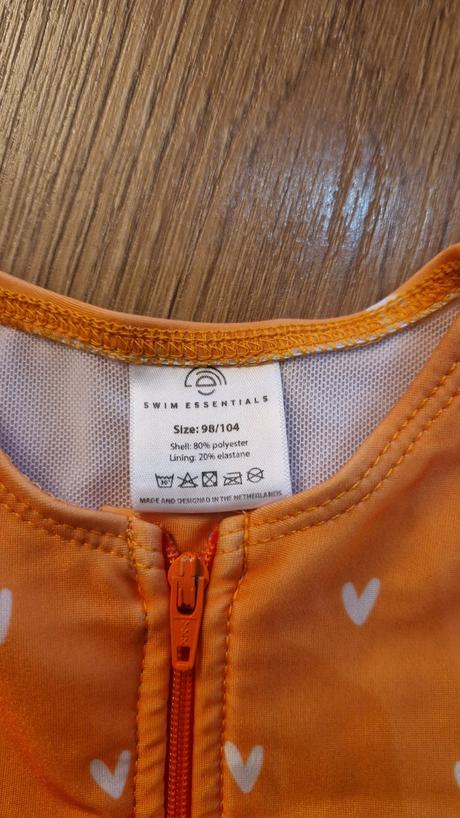 SWIM ESSENTIALS
Size: 98/104
Shell: 80% polyester
Lining: 20% elastane
MADE AND DESIGNED IN THE NETHERLANDS